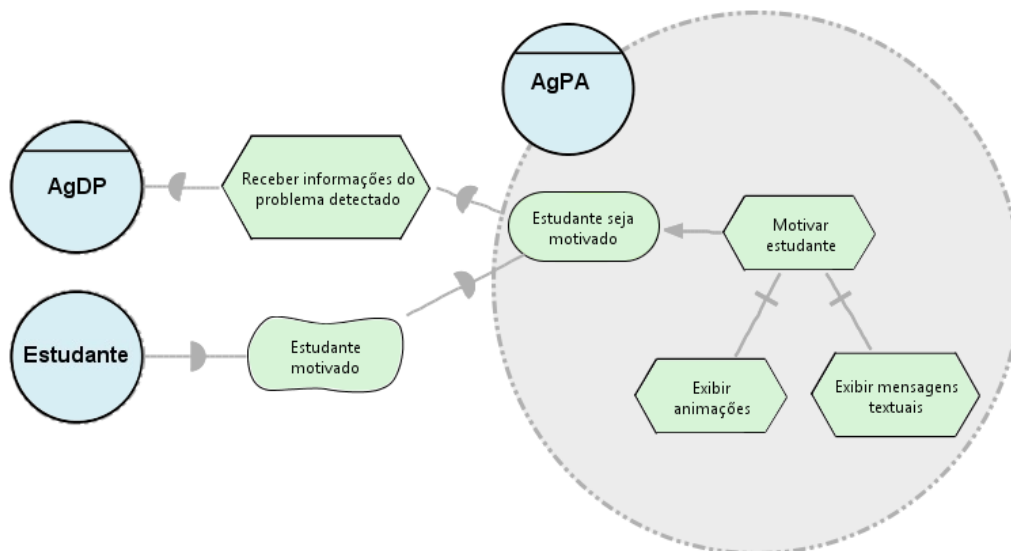 AgPA
AgDP
Receber informações do
problema detectado
Estudante seja
motivado
Motivar
estudante
Estudante
Estudante
motivado
Exibir
animações
Exibir mensagens
textuais